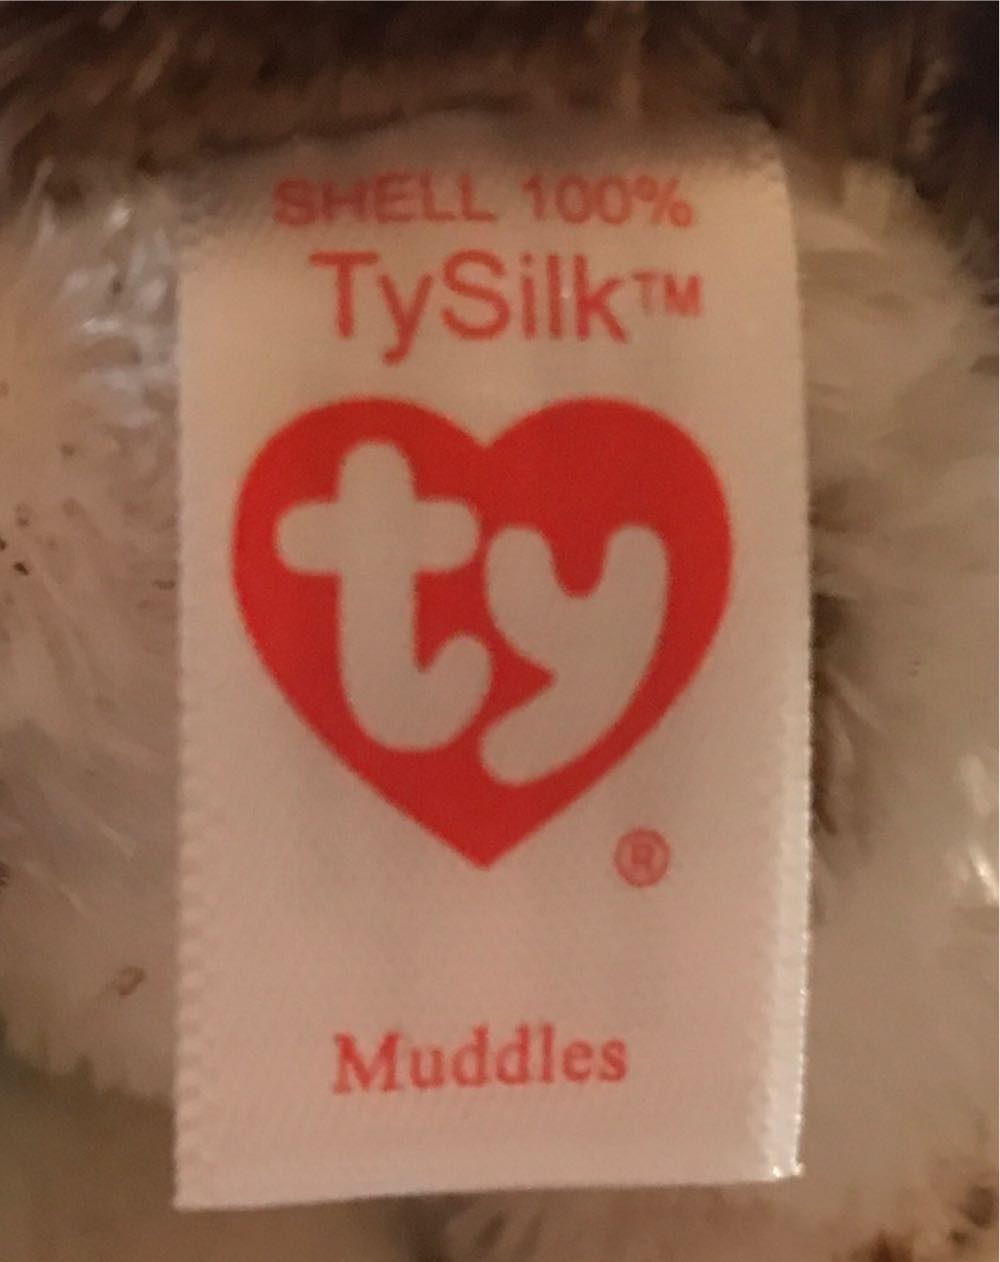 SHELL 100%
TySilk™
ty
®
Muddles